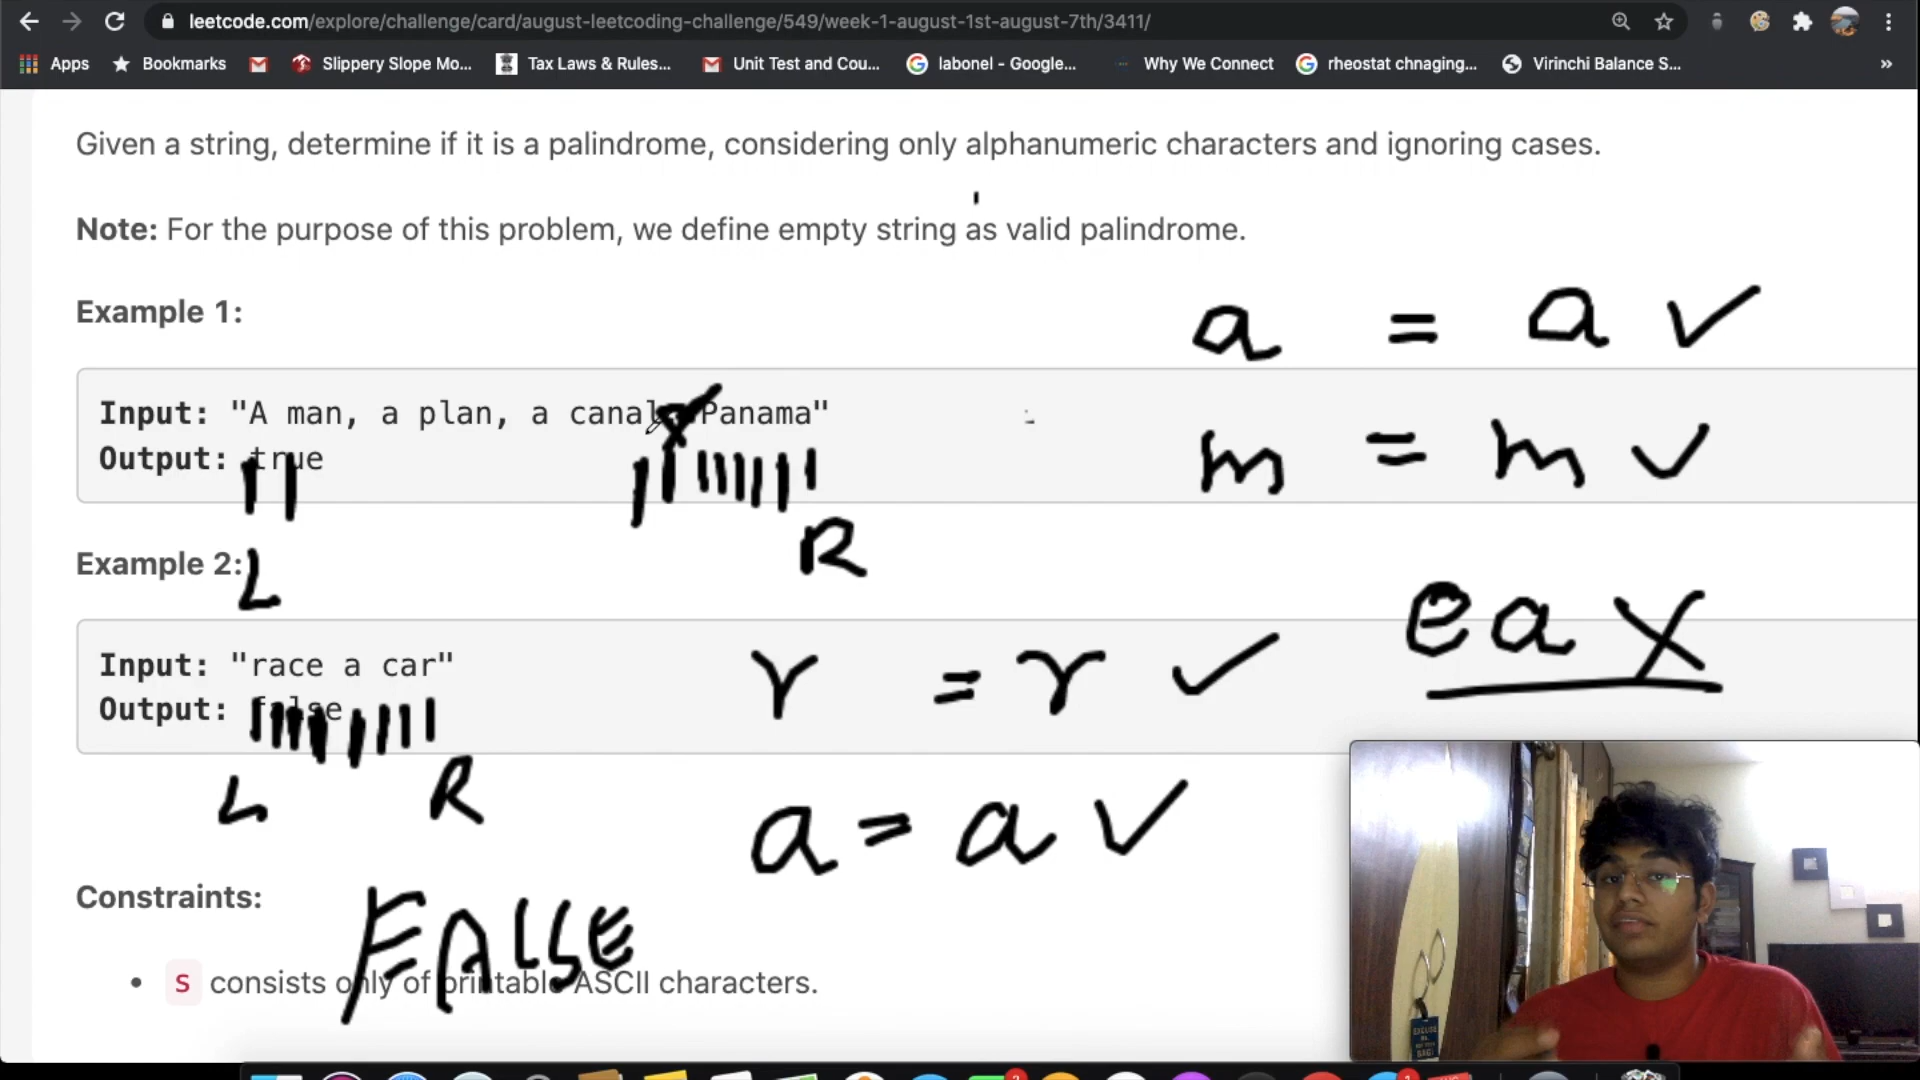 leetcode.com/explore/challenge/card/august-leetcoding-challenge/549/week-1-august-1st-august-7th/3411/
Apps Bookmarks Slippery Slope Mo... Tax Laws & Rules... Unit Test and Cou... labonel - Google... Why We Connect rheostat chnaging... Virinchi Balance S... »
Given a string, determine if it is a palindrome, considering only alphanumeric characters and ignoring cases.
Note: For the purpose of this problem, we define empty string as valid palindrome.
Example 1:
a = a ✓
Input: "A man, a plan, a canal Panama"
Output: true
m = m ✓
R
Example 2:
L
e a X
Input: "race a car"
Output: false
r = r ✓
L R
a = a ✓
Constraints:
FALSE
• s consists only of printable ASCII characters.